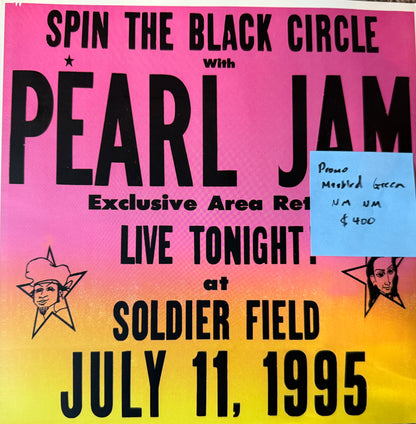 SPIN THE BLACK CIRCLE
With
PEARL JAM
Exclusive Area Ret
LIVE TONIGHT!
at
SOLDIER FIELD
JULY 11, 1995
Promo
Marbled Green
NM NM
$400